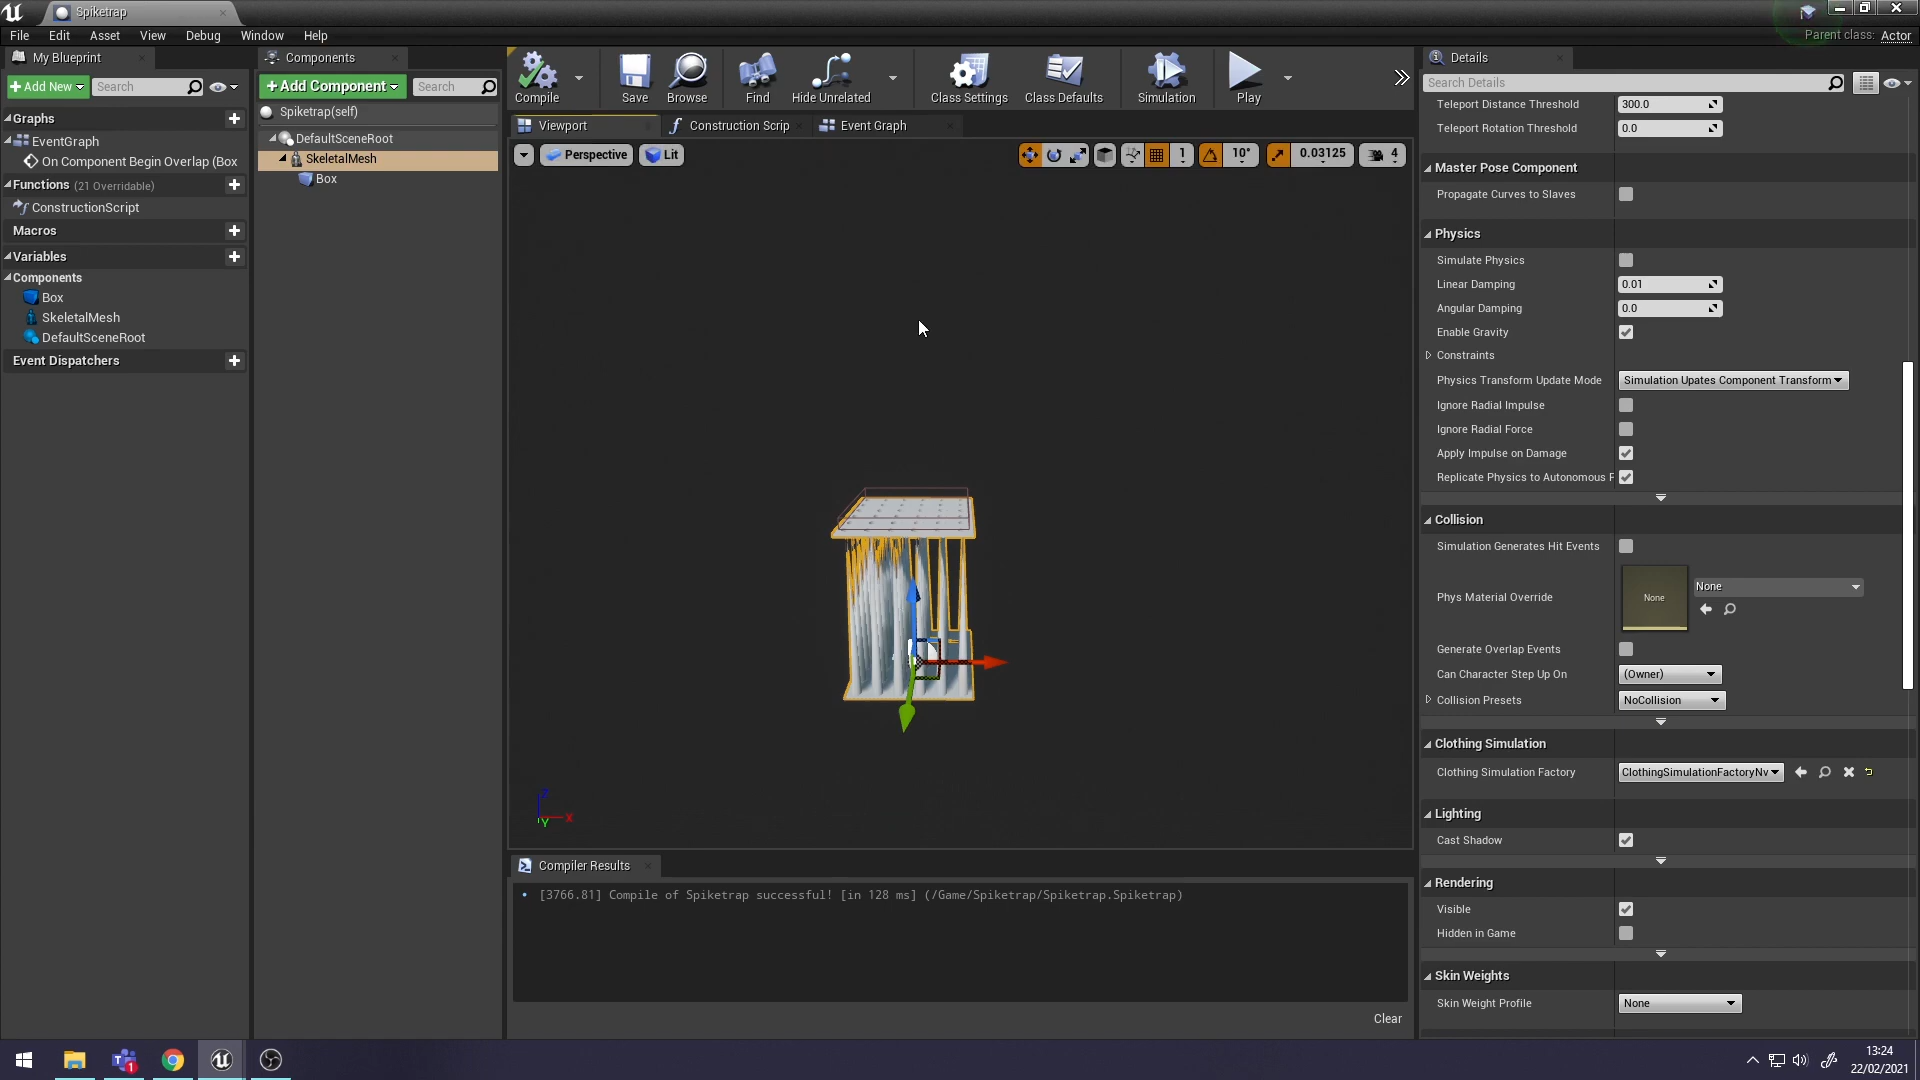 Spiketrap
File Edit Asset View Debug Window Help
Parent class: Actor
My Blueprint
Add New
Search
Graphs
EventGraph
On Component Begin Overlap (Box
Functions (21 Overridable)
ConstructionScript
Macros
Variables
Components
Box
SkeletalMesh
DefaultSceneRoot
Event Dispatchers
Components
+Add Component
Search
Spiketrap(self)
DefaultSceneRoot
SkeletalMesh
Box
Compile
Save
Browse
Find
Hide Unrelated
Class Settings
Class Defaults
Simulation
Play
Viewport
Construction Scrip
Event Graph
Perspective
Lit
1
10°
0.03125
4
Z
X
Y
Compiler Results
[3766.81] Compile of Spiketrap successful! [in 128 ms] (/Game/Spiketrap/Spiketrap.Spiketrap)
Clear
Details
Search Details
Teleport Distance Threshold 300.0
Teleport Rotation Threshold 0.0
Master Pose Component
Propagate Curves to Slaves
Physics
Simulate Physics
Linear Damping 0.01
Angular Damping 0.0
Enable Gravity
Constraints
Physics Transform Update Mode Simulation Upates Component Transform
Ignore Radial Impulse
Ignore Radial Force
Apply Impulse on Damage
Replicate Physics to Autonomous P
Collision
Simulation Generates Hit Events
Phys Material Override None None
Generate Overlap Events
Can Character Step Up On (Owner)
Collision Presets NoCollision
Clothing Simulation
Clothing Simulation Factory ClothingSimulationFactoryNv
Lighting
Cast Shadow
Rendering
Visible
Hidden in Game
Skin Weights
Skin Weight Profile None
1
13:24
22/02/2021